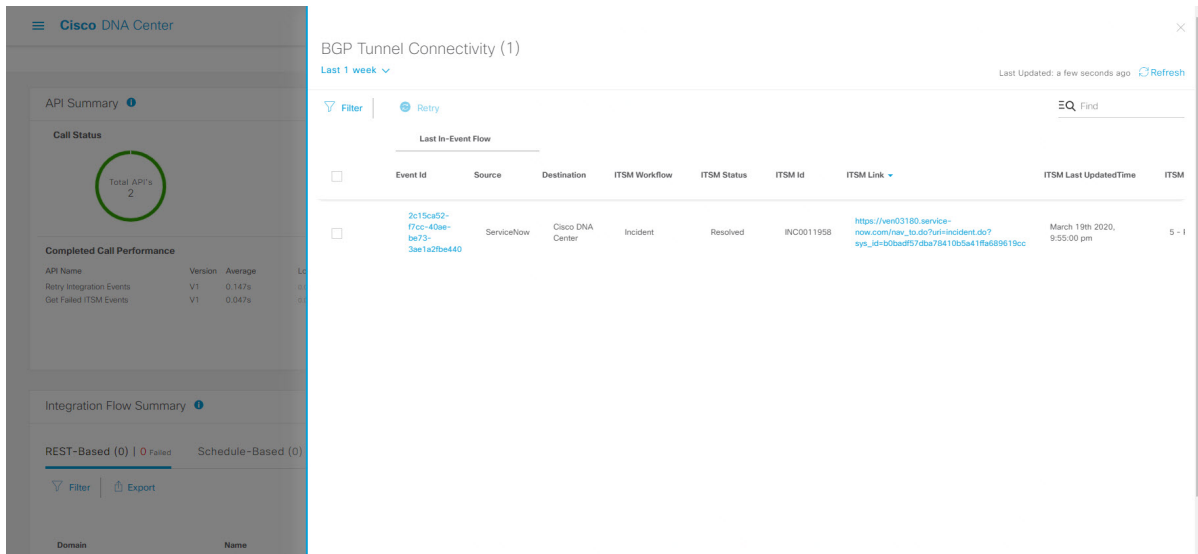 Cisco DNA Center
API Summary
Call Status
Total API's
2
Completed Call Performance
API Name Version Average Lo
Retry Integration Events V1 0.147s
Get Failed ITSM Events V1 0.047s
Integration Flow Summary
REST-Based (0) | 0 Failed Schedule-Based (0)
Filter Export
Domain Name
BGP Tunnel Connectivity (1)
Last 1 week
Last Updated: a few seconds ago Refresh
Filter Retry Find
Last In-Event Flow
Event Id Source Destination ITSM Workflow ITSM Status ITSM Id ITSM Link ITSM Last UpdatedTime ITSM
2c15ca52-
f7cc-40ae-
be73-
3ae1a2fbe440
ServiceNow
Cisco DNA
Center
Incident
Resolved
INC0011958
https://ven03180.service-
now.com/nav_to.do?uri=incident.do?
sys_id=b0badf57dba78410b5a41ffa689619cc
March 19th 2020,
9:55:00 pm
5 -